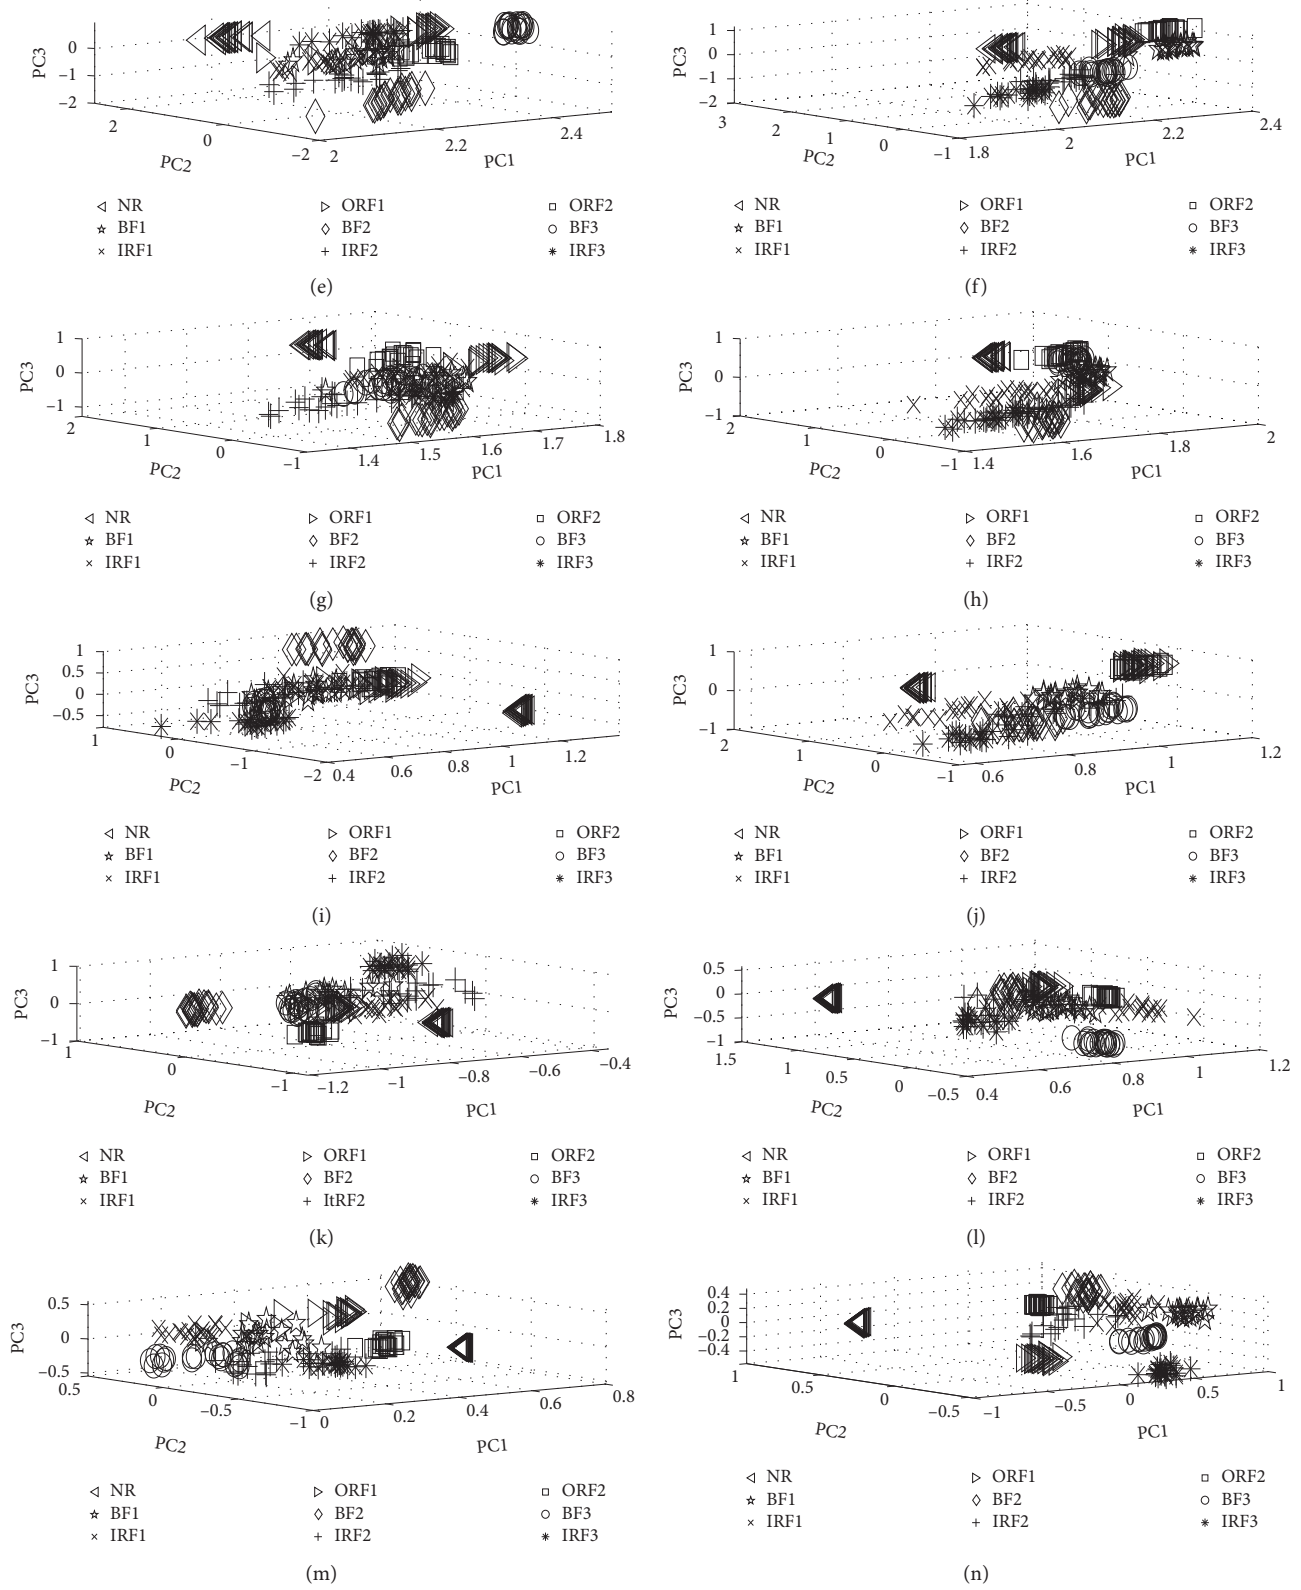 PC3
0
−1
−2
2
0
−2
2
2.2
2.4
PC2
PC1
NR
ORF1
ORF2
BF1
BF2
BF3
IRF1
IRF2
IRF3
(e)
PC3
1
0
−1
−2
3
2
1
0
−1
1.8
2
2.2
2.4
PC2
PC1
NR
ORF1
ORF2
BF1
BF2
BF3
IRF1
IRF2
IRF3
(f)
PC3
1
0
−1
2
1
0
−1
1.4
1.5
1.6
1.7
1.8
PC2
PC1
NR
ORF1
ORF2
BF1
BF2
BF3
IRF1
IRF2
IRF3
(g)
PC3
1
0
−1
2
1
0
−1
1.4
1.6
1.8
2
PC2
PC1
NR
ORF1
ORF2
BF1
BF2
BF3
IRF1
IRF2
IRF3
(h)
PC3
1
0.5
0
−0.5
1
0
−1
−2
0.4
0.6
0.8
1
1.2
PC2
PC1
NR
ORF1
ORF2
BF1
BF2
BF3
IRF1
IRF2
IRF3
(i)
PC3
1
0
−1
2
1
0
−1
0.6
0.8
1
1.2
PC2
PC1
NR
ORF1
ORF2
BF1
BF2
BF3
IRF1
IRF2
IRF3
(j)
PC3
1
0
−1
1
0
−1
−1.2
−1
−0.8
−0.6
−0.4
PC2
PC1
NR
ORF1
ORF2
BF1
BF2
BF3
IRF1
ItRF2
IRF3
(k)
PC3
0.5
0
−0.5
−1
1.5
1
0.5
0
−0.5
0.4
0.6
0.8
1
1.2
PC2
PC1
NR
ORF1
ORF2
BF1
BF2
BF3
IRF1
IRF2
IRF3
(l)
PC3
0.5
0
−0.5
0.5
0
−0.5
−1
0
0.2
0.4
0.6
0.8
PC2
PC1
NR
ORF1
ORF2
BF1
BF2
BF3
IRF1
IRF2
IRF3
(m)
PC3
0.4
0.2
0
−0.2
−0.4
1
0.5
0
−0.5
−1
−0.5
0
0.5
1
PC2
PC1
NR
ORF1
ORF2
BF1
BF2
BF3
IRF1
IRF2
IRF3
(n)